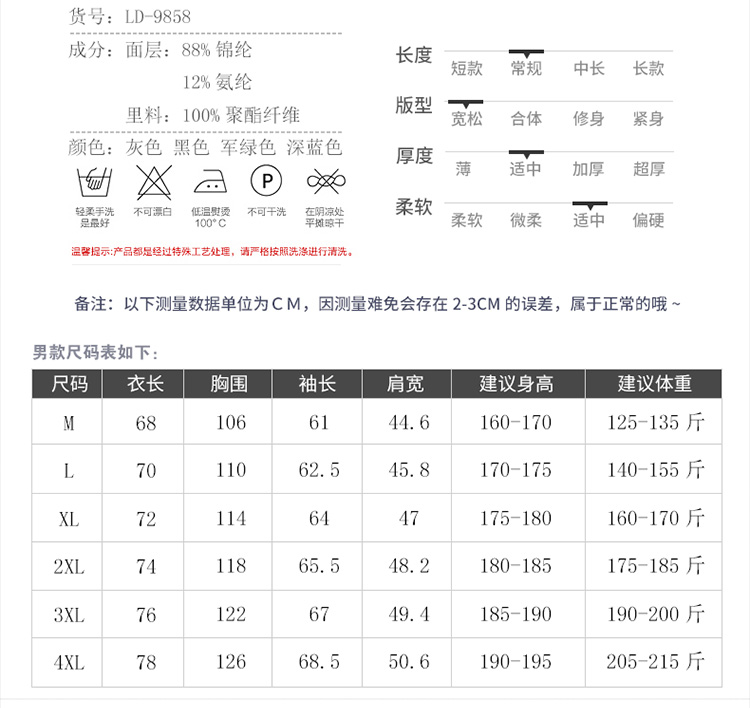 货号：LD-9858
成分：面层：88% 锦纶
12% 氨纶
里料：100% 聚酯纤维
颜色：灰色 黑色 军绿色 深蓝色
P
轻柔手洗 不可漂白 低温熨烫 不可干洗 在阴凉处
是最好 100°C 平摊晾干
温馨提示:产品都是经过特殊工艺处理，请严格按照洗涤进行清洗。
长度 短款 常规 中长 长款
版型 宽松 合体 修身 紧身
厚度 薄 适中 加厚 超厚
柔软 柔软 微柔 适中 偏硬
备注：以下测量数据单位为ＣＭ，因测量难免会存在 2-3CM 的误差，属于正常的哦 ~
男款尺码表如下：
尺码 衣长 胸围 袖长 肩宽 建议身高 建议体重
M 68 106 61 44.6 160-170 125-135 斤
L 70 110 62.5 45.8 170-175 140-155 斤
XL 72 114 64 47 175-180 160-170 斤
2XL 74 118 65.5 48.2 180-185 175-185 斤
3XL 76 122 67 49.4 185-190 190-200 斤
4XL 78 126 68.5 50.6 190-195 205-215 斤